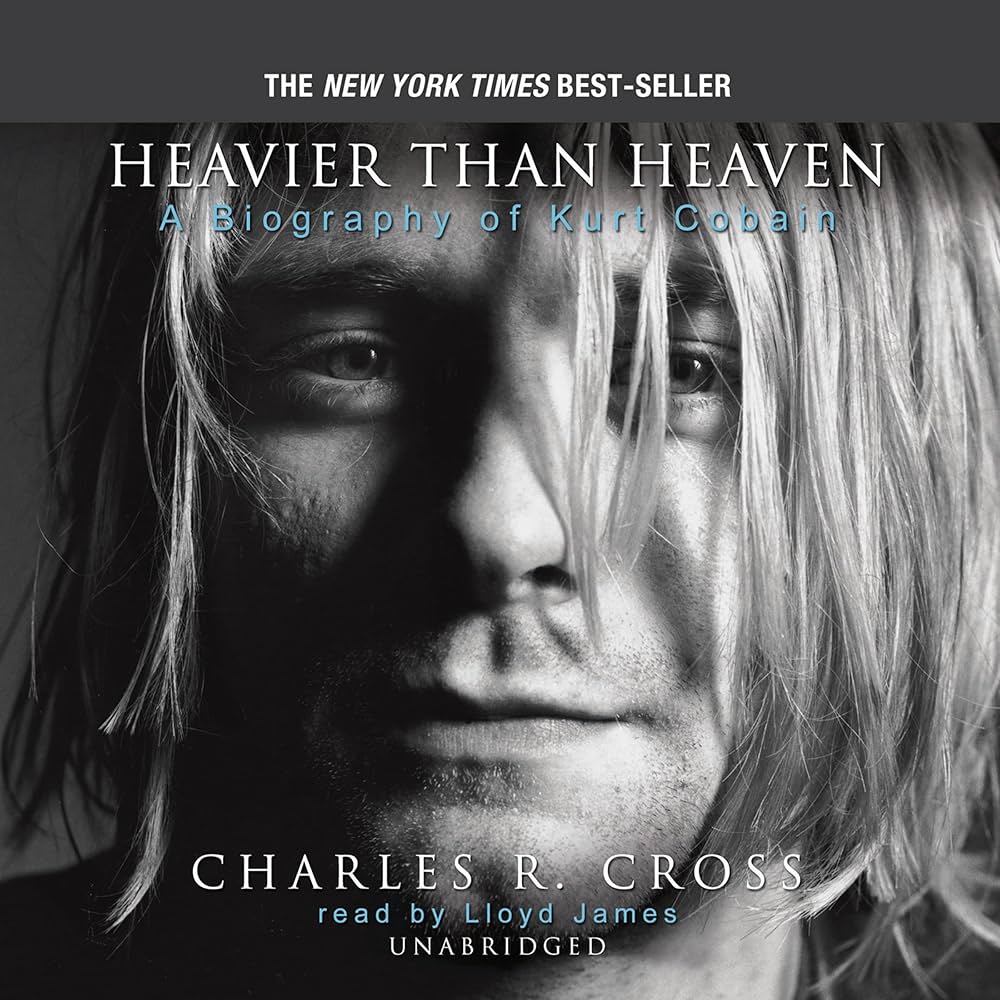 THE NEW YORK TIMES BEST-SELLER
HEAVIER THAN HEAVEN
A Biography of Kurt Cobain
CHARLES R. CROSS
read by Lloyd James
UNABRIDGED